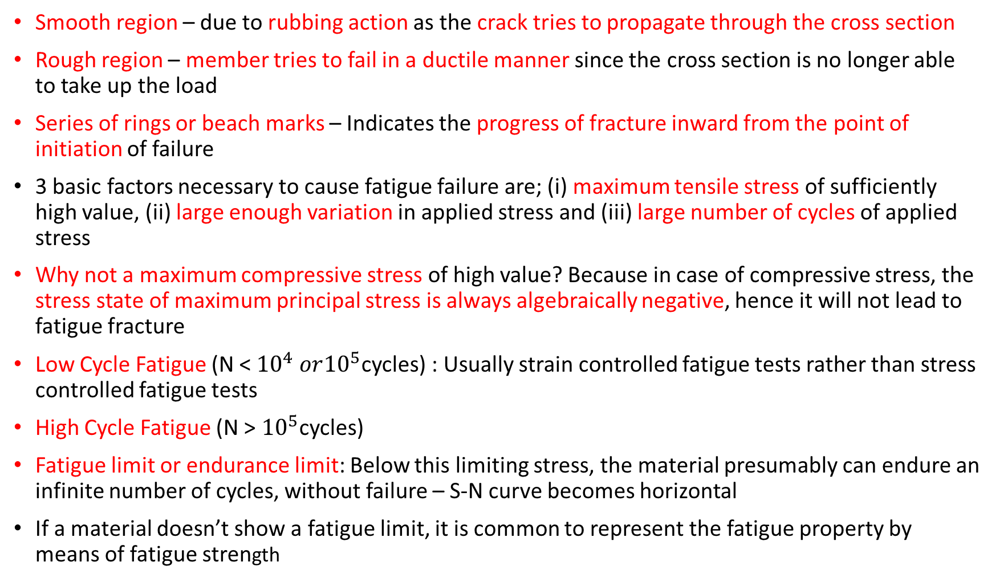 • Smooth region – due to rubbing action as the crack tries to propagate through the cross section
• Rough region – member tries to fail in a ductile manner since the cross section is no longer able
to take up the load
• Series of rings or beach marks – Indicates the progress of fracture inward from the point of
initiation of failure
• 3 basic factors necessary to cause fatigue failure are; (i) maximum tensile stress of sufficiently
high value, (ii) large enough variation in applied stress and (iii) large number of cycles of applied
stress
• Why not a maximum compressive stress of high value? Because in case of compressive stress, the
stress state of maximum principal stress is always algebraically negative, hence it will not lead to
fatigue fracture
• Low Cycle Fatigue (N < 10⁴ or10⁵cycles) : Usually strain controlled fatigue tests rather than stress
controlled fatigue tests
• High Cycle Fatigue (N > 10⁵cycles)
• Fatigue limit or endurance limit: Below this limiting stress, the material presumably can endure an
infinite number of cycles, without failure – S-N curve becomes horizontal
• If a material doesn’t show a fatigue limit, it is common to represent the fatigue property by
means of fatigue strength